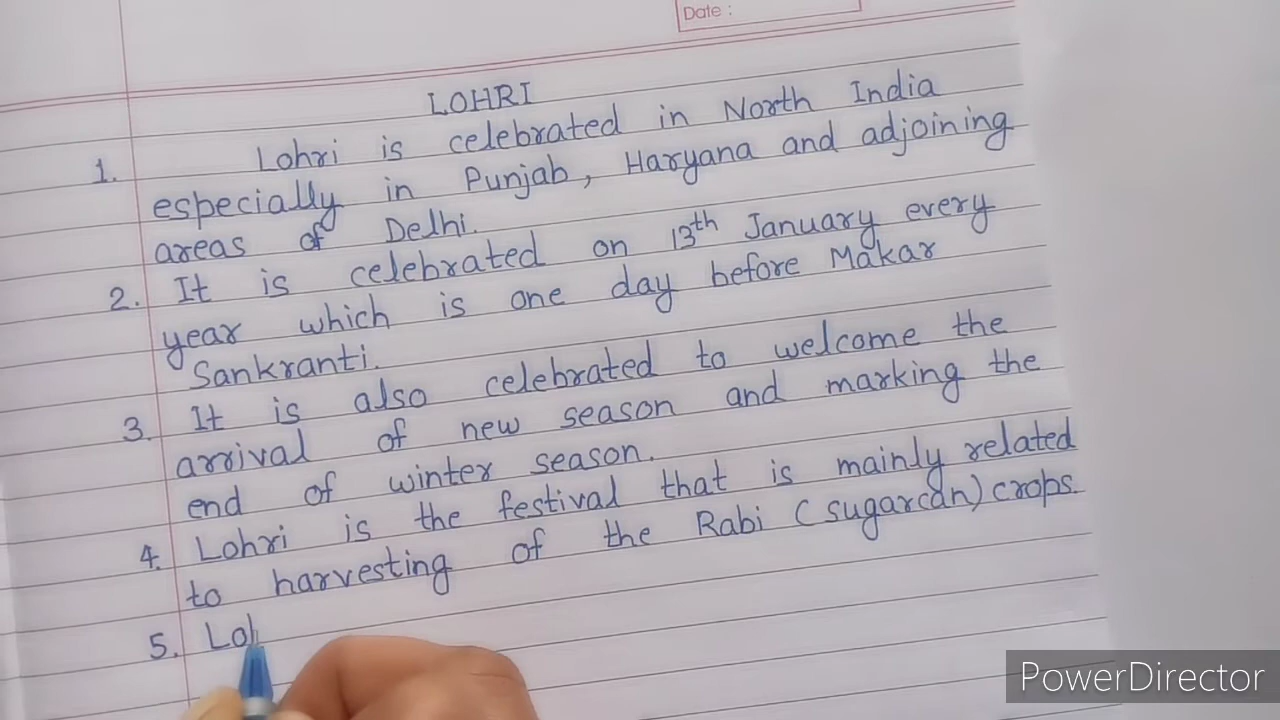 Date :
LOHRI
1. Lohri is celebrated in North India
especially in Punjab, Haryana and adjoining
areas of Delhi.
2. It is celebrated on 13th January every
year which is one day before Makar
Sankranti.
3. It is also celebrated to welcome the
arrival of new season and marking the
end of winter season.
4. Lohri is the festival that is mainly related
to harvesting of the Rabi (sugarcan) crops.
5. Loh
PowerDirector